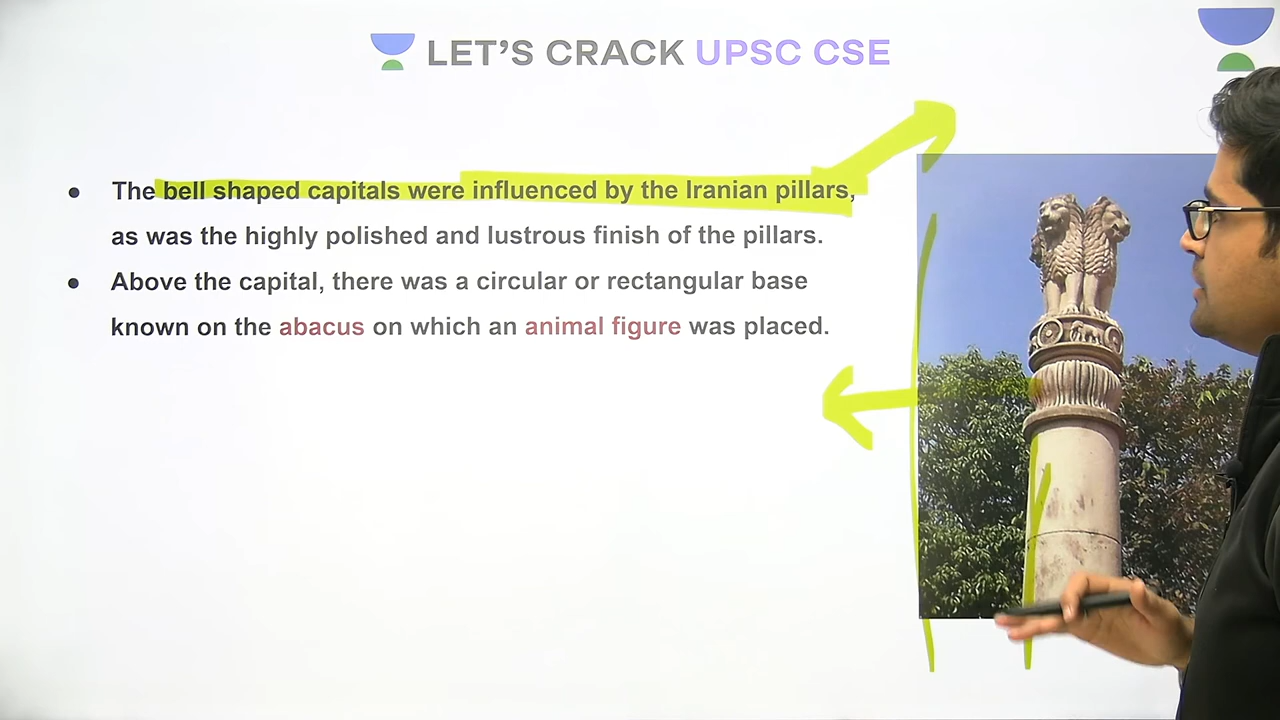 LET'S CRACK UPSC CSE
● The bell shaped capitals were influenced by the Iranian pillars,
as was the highly polished and lustrous finish of the pillars.
● Above the capital, there was a circular or rectangular base
known on the abacus on which an animal figure was placed.